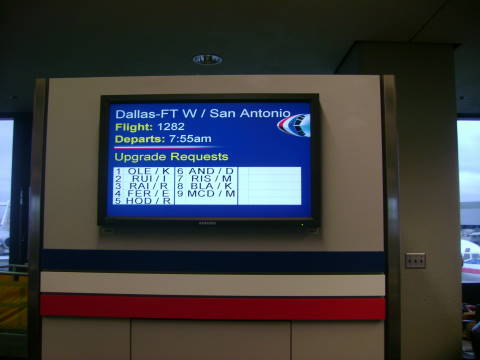 Dallas-FT W / San Antonio
Flight: 1282
Departs: 7:55am
Upgrade Requests
1 OLE / K 6 AND / D
2 RUI / I 7 RIS / M
3 RAI / R 8 BLA / K
4 FER / E 9 MCD / M
5 HOD / R
SAMSUNG